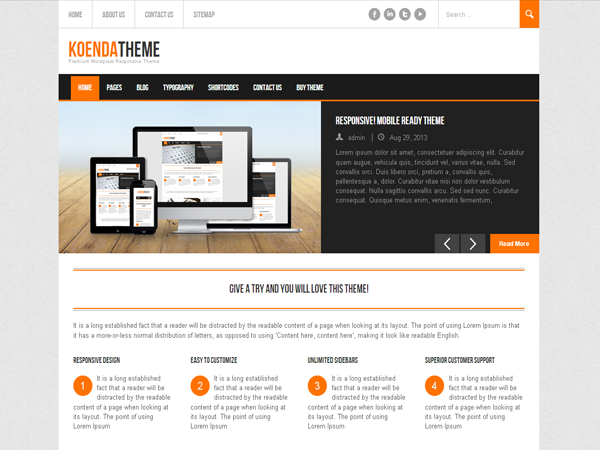 HOME ABOUT US CONTACT US SITEMAP Search ...
KOENDATHEME
Premium Wordpress Responsive Theme
HOME PAGES BLOG TYPOGRAPHY SHORTCODES CONTACT US BUY THEME
RESPONSIVE! MOBILE READY THEME
admin Aug 29, 2013
Lorem ipsum dolor sit amet, consectetuer adipiscing elit. Curabitur
quam augue, vehicula quis, tincidunt vel, varius vitae, nulla. Sed
convallis orci. Duis libero orci, pretium a, convallis quis,
pellentesque a, dolor. Curabitur vitae nisi non dolor vestibulum
consequat. Nulla sagittis convallis arcu. Sed sed nunc. Curabitur
consequat. Quisque metus enim, venenatis fermentum,
Read More
GIVE A TRY AND YOU WILL LOVE THIS THEME!
It is a long established fact that a reader will be distracted by the readable content of a page when looking at its layout. The point of using Lorem Ipsum is that
it has a more-or-less normal distribution of letters, as opposed to using 'Content here, content here', making it look like readable English.
RESPONSIVE DESIGN
1 It is a long established
fact that a reader will be
distracted by the readable
content of a page when looking
at its layout. The point of using
Lorem Ipsum
EASY TO CUSTOMIZE
2 It is a long established
fact that a reader will be
distracted by the readable
content of a page when looking at
its layout. The point of using
Lorem Ipsum
UNLIMITED SIDEBARS
3 It is a long established
fact that a reader will be
distracted by the readable
content of a page when looking
at its layout. The point of using
Lorem Ipsum
SUPERIOR CUSTOMER SUPPORT
4 It is a long established
fact that a reader will be
distracted by the readable
content of a page when looking
at its layout. The point of using
Lorem Ipsum